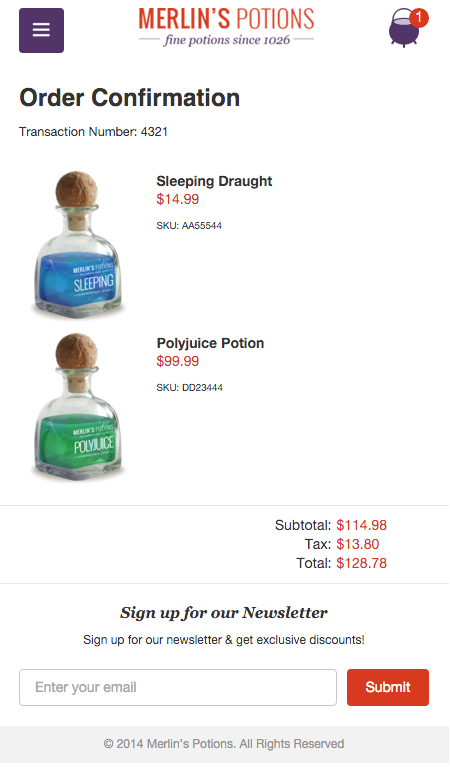 MERLIN'S POTIONS
fine potions since 1026
1
Order Confirmation
Transaction Number: 4321
MERLIN'S POTIONS
SLEEPING
Sleeping Draught
$14.99
SKU: AA55544
MERLIN'S POTIONS
POLYJUICE
Polyjuice Potion
$99.99
SKU: DD23444
Subtotal: $114.98
Tax: $13.80
Total: $128.78
Sign up for our Newsletter
Sign up for our newsletter & get exclusive discounts!
Enter your email
Submit
© 2014 Merlin's Potions. All Rights Reserved